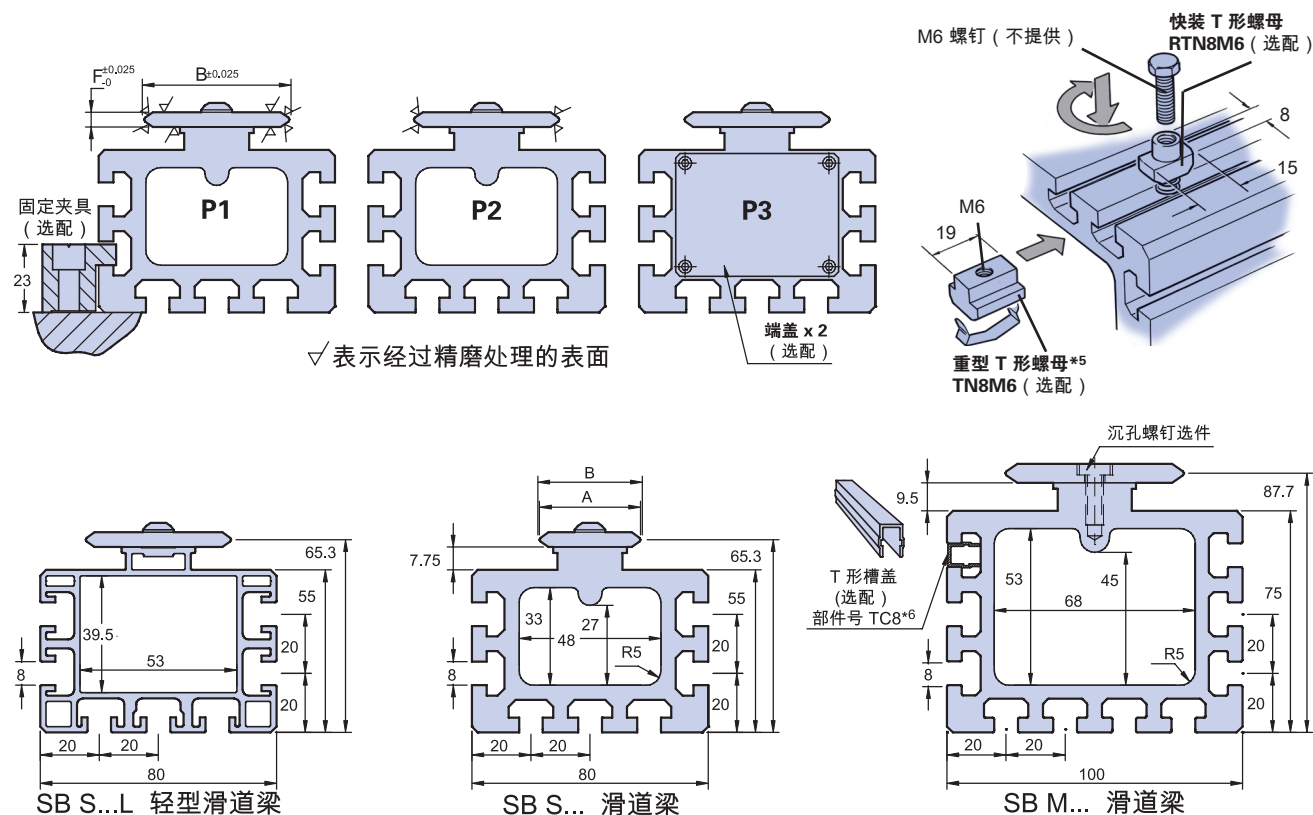 F +0.025 -0
B±0.025
固定夹具
（选配）
23
P1
P2
P3
端盖 x 2
（选配）
表示经过精磨处理的表面
M6 螺钉（不提供）
快装 T 形螺母
RTN8M6（选配）
8
15
M6
19
重型 T 形螺母*5
TN8M6（选配）
39.5
53
8
20
20
80
65.3
55
20
20
SB S...L 轻型滑道梁
B
A
7.75
33
27
48
R5
8
20
20
80
65.3
55
20
20
SB S... 滑道梁
T 形槽盖
(选配）
部件号 TC8*6
沉孔螺钉选件
9.5
53
45
68
R5
8
20
20
100
87.7
75
20
20
SB M... 滑道梁